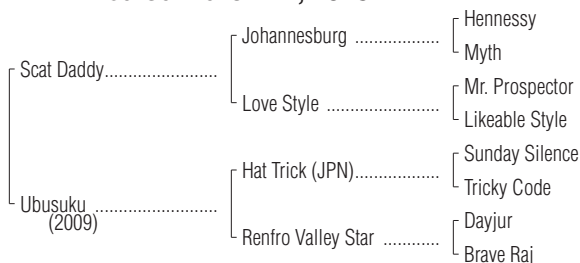 Hennessy
Johannesburg ...................
Myth
Scat Daddy.........................
Mr. Prospector
Love Style .........................
Likeable Style
Sunday Silence
Hat Trick (JPN)..................
Tricky Code
Ubusuku ...........................
(2009)
Dayjur
Renfro Valley Star ............
Brave Raj